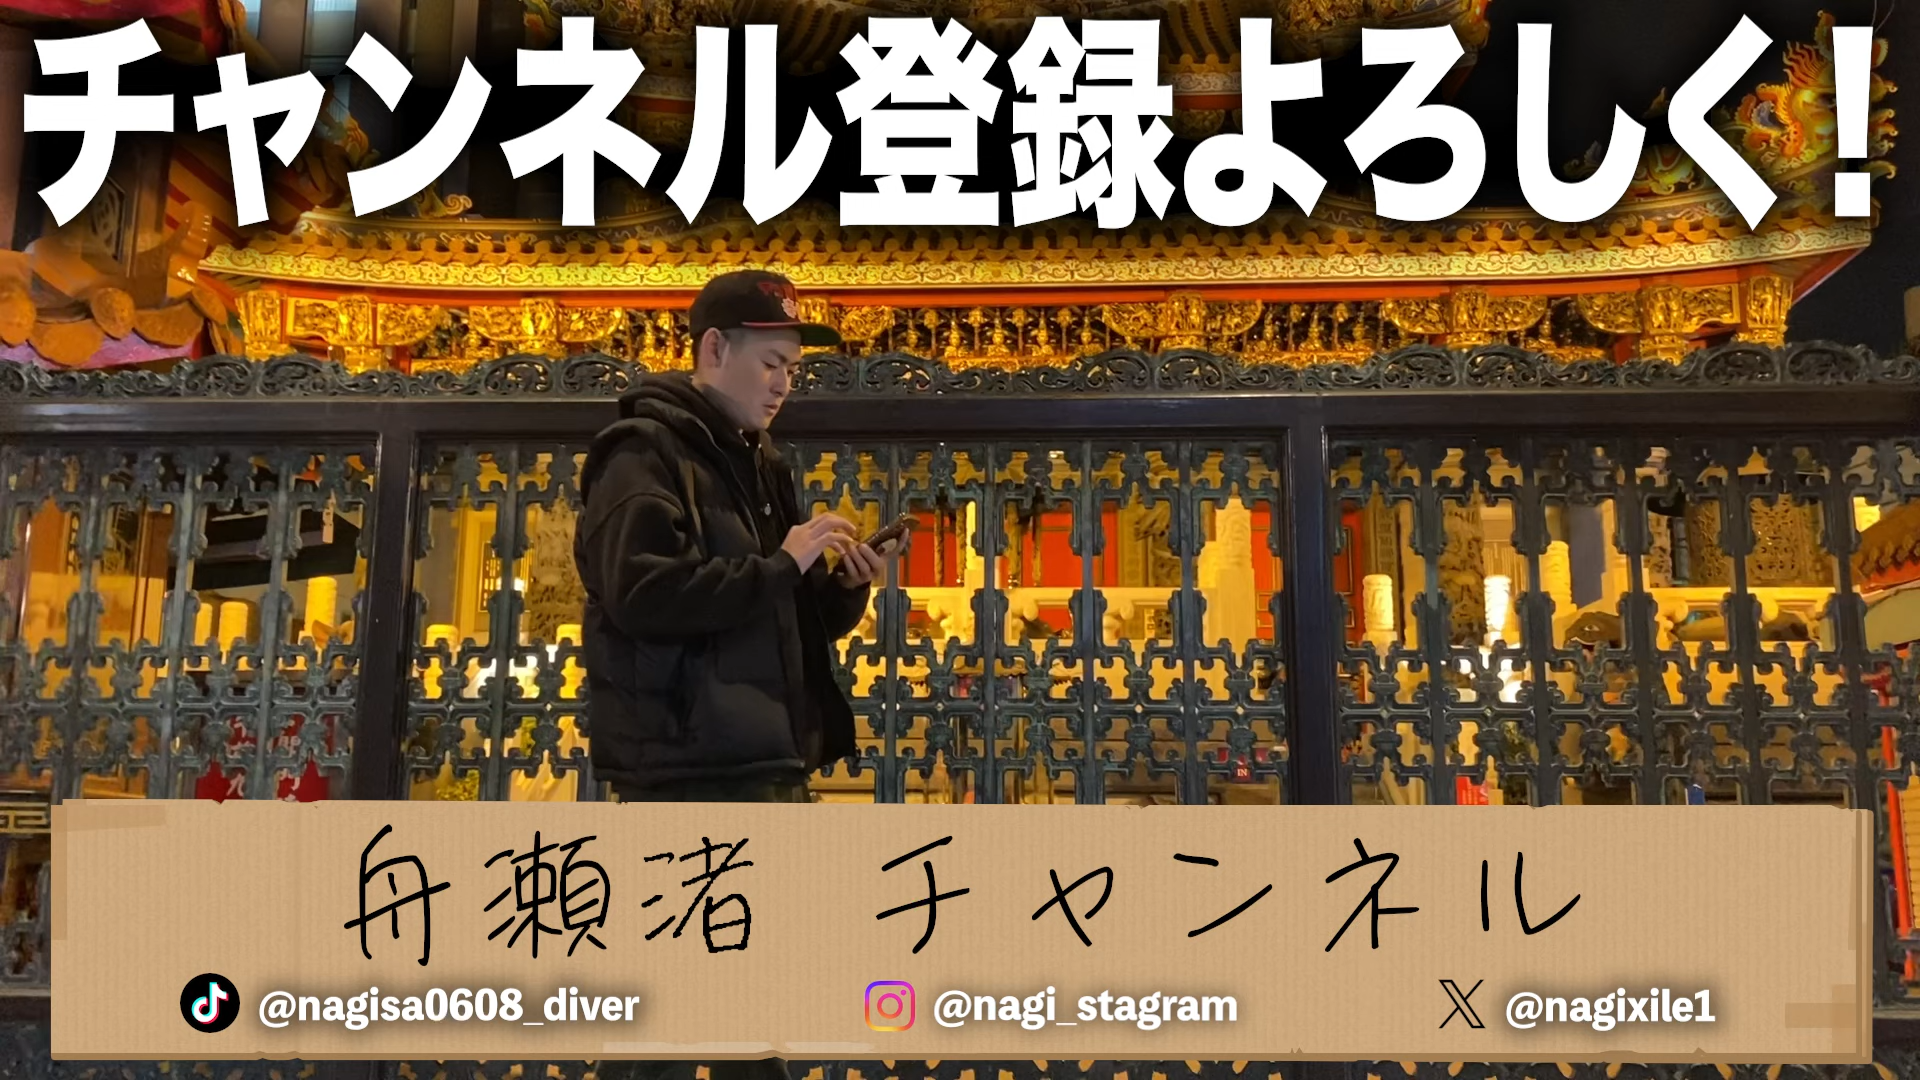 チャンネル登録よろしく!
舟瀬渚 チャンネル
@nagisa0608_diver
@nagi_stagram
@nagixile1
IN